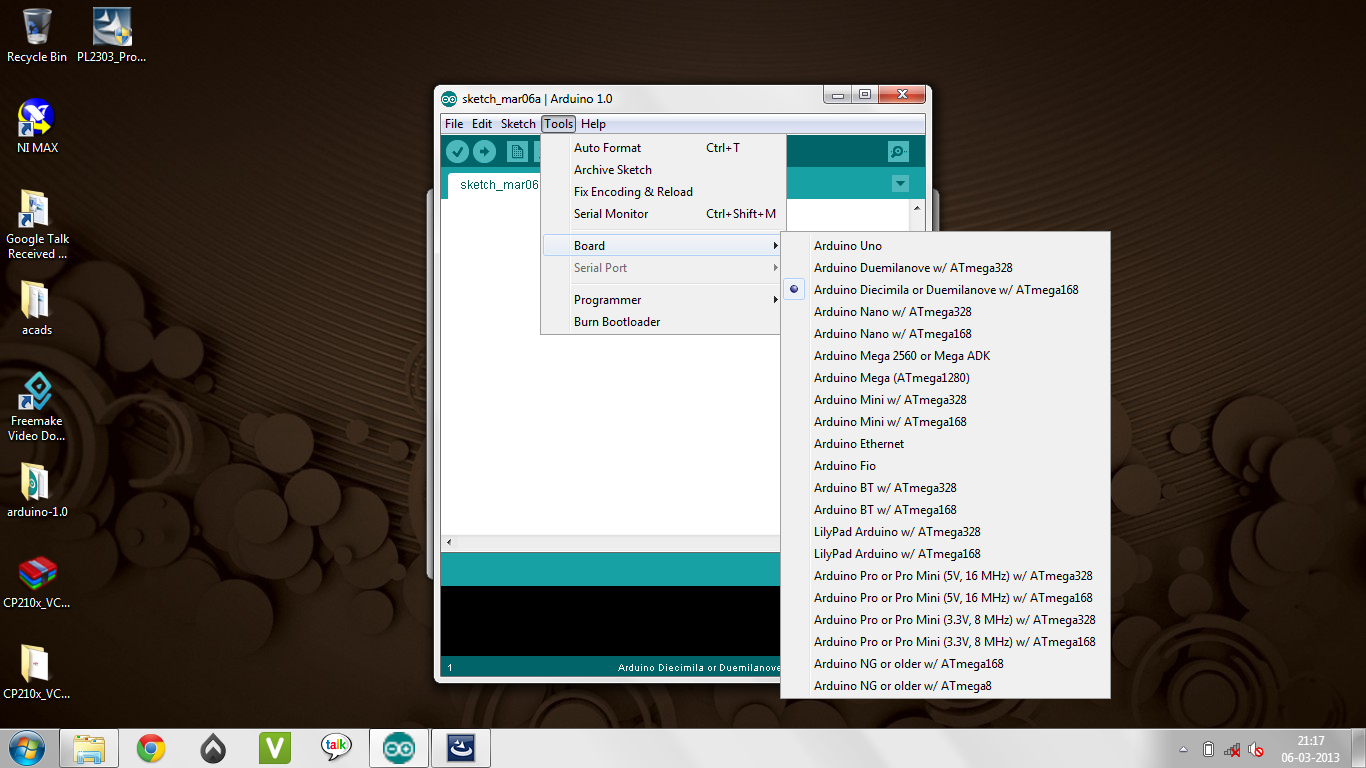 Recycle Bin
PL2303_Pro...
NI MAX
Google Talk
Received ...
acads
Freemake
Video Do...
arduino-1.0
CP210x_VC...
CP210x_VC...
sketch_mar06a | Arduino 1.0
File Edit Sketch Tools Help
sketch_mar06
Auto Format Ctrl+T
Archive Sketch
Fix Encoding & Reload
Serial Monitor Ctrl+Shift+M
Board
Serial Port
Programmer
Burn Bootloader
Arduino Uno
Arduino Duemilanove w/ ATmega328
Arduino Diecimila or Duemilanove w/ ATmega168
Arduino Nano w/ ATmega328
Arduino Nano w/ ATmega168
Arduino Mega 2560 or Mega ADK
Arduino Mega (ATmega1280)
Arduino Mini w/ ATmega328
Arduino Mini w/ ATmega168
Arduino Ethernet
Arduino Fio
Arduino BT w/ ATmega328
Arduino BT w/ ATmega168
LilyPad Arduino w/ ATmega328
LilyPad Arduino w/ ATmega168
Arduino Pro or Pro Mini (5V, 16 MHz) w/ ATmega328
Arduino Pro or Pro Mini (5V, 16 MHz) w/ ATmega168
Arduino Pro or Pro Mini (3.3V, 8 MHz) w/ ATmega328
Arduino Pro or Pro Mini (3.3V, 8 MHz) w/ ATmega168
Arduino NG or older w/ ATmega168
Arduino NG or older w/ ATmega8
1 Arduino Diecimila or Duemilanove
V
talk
21:17
06-03-2013